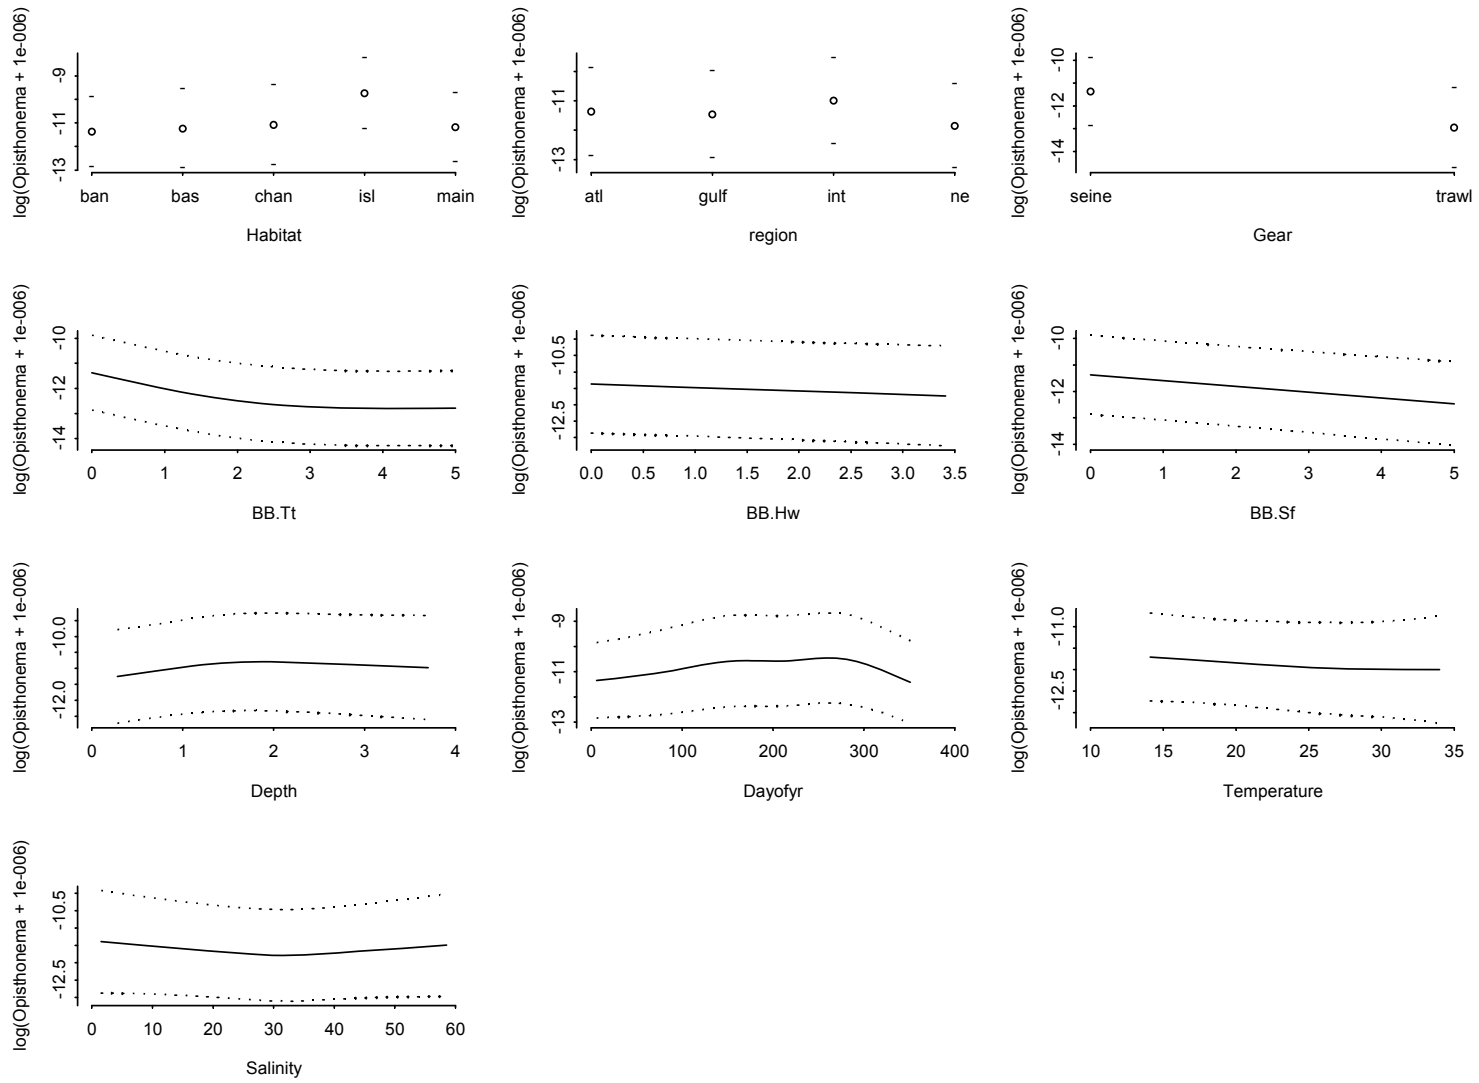 log(Opisthonema + 1e-006)
-9
-11
-13
ban bas chan isl main
Habitat
log(Opisthonema + 1e-006)
-11
-13
atl gulf int ne
region
log(Opisthonema + 1e-006)
-10
-12
-14
seine trawl
Gear
log(Opisthonema + 1e-006)
-10
-12
-14
0 1 2 3 4 5
BB.Tt
log(Opisthonema + 1e-006)
-10.5
-12.5
0.0 0.5 1.0 1.5 2.0 2.5 3.0 3.5
BB.Hw
log(Opisthonema + 1e-006)
-10
-12
-14
0 1 2 3 4 5
BB.Sf
log(Opisthonema + 1e-006)
-10.0
-12.0
0 1 2 3 4
Depth
log(Opisthonema + 1e-006)
-9
-11
-13
0 100 200 300 400
Dayofyr
log(Opisthonema + 1e-006)
-11.0
-12.5
10 15 20 25 30 35
Temperature
log(Opisthonema + 1e-006)
-10.5
-12.5
0 10 20 30 40 50 60
Salinity